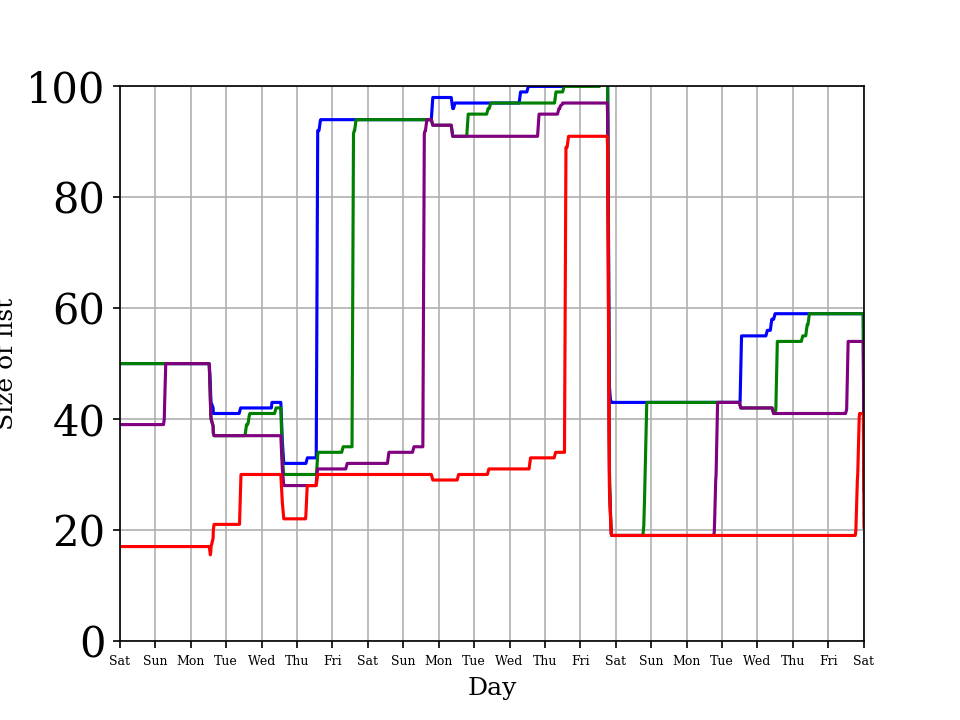 100
80
60
40
20
0
Size of list
Sat Sun Mon Tue Wed Thu Fri Sat Sun Mon Tue Wed Thu Fri Sat Sun Mon Tue Wed Thu Fri Sat
Day